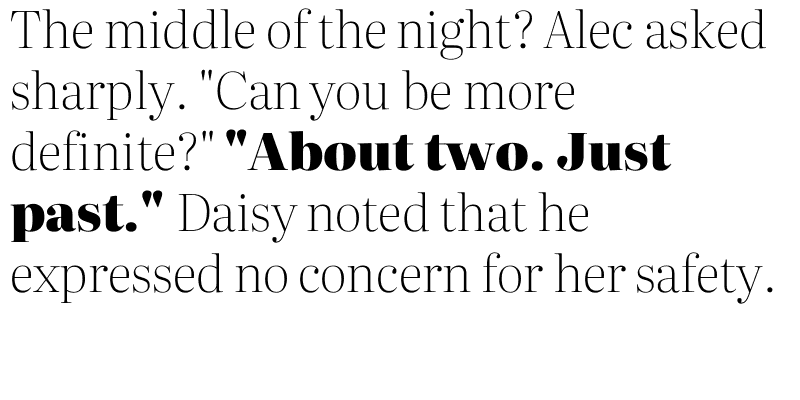 The middle of the night? Alec asked
sharply. "Can you be more
definite?" "About two. Just
past." Daisy noted that he
expressed no concern for her safety.